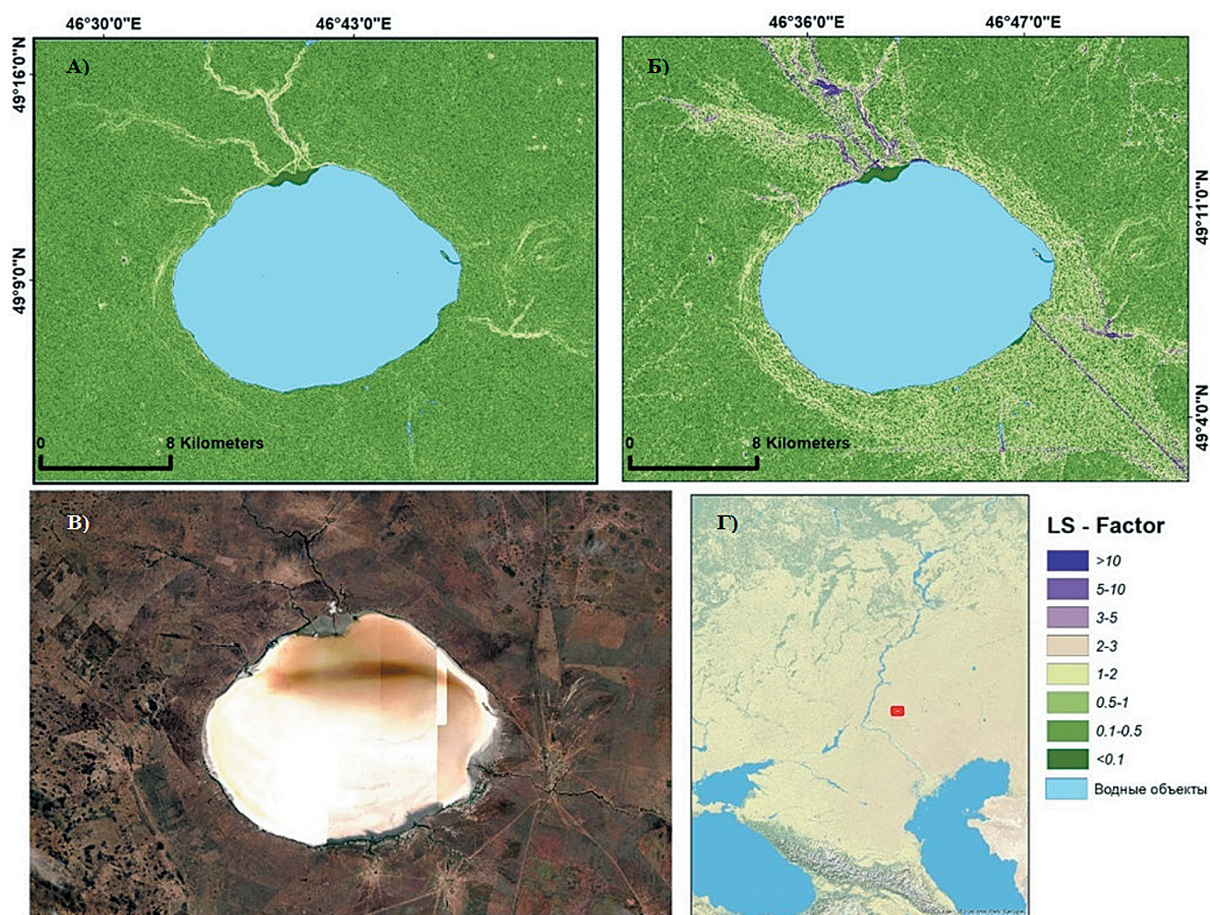 46°30'0"E
46°43'0"E
46°36'0"E
46°47'0"E
А)
Б)
49°16'0"N
49°9'0"N
49°11'0"N
49°4'0"N
0
8 Kilometers
0
8 Kilometers
В)
Г)
LS - Factor
>10
5-10
3-5
2-3
1-2
0.5-1
0.1-0.5
<0.1
Водные объекты